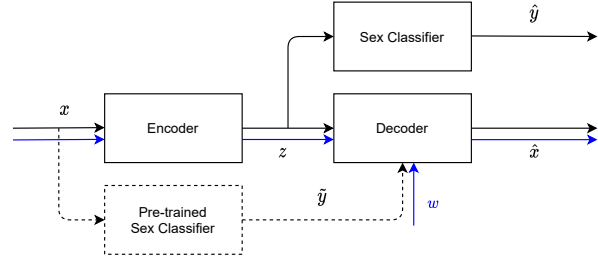 ŷ
Sex Classifier
x
Encoder
Decoder
z
x̂
Pre-trained
Sex Classifier
ỹ
w